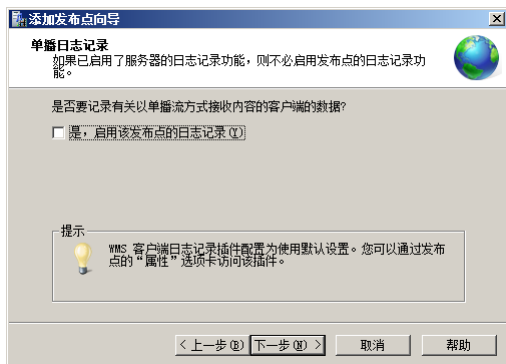 添加发布点向导
单播日志记录
如果已启用了服务器的日志记录功能，则不必启用发布点的日志记录功
能。
是否要记录有关以单播流方式接收内容的客户端的数据?
是，启用该发布点的日志记录(Y)
提示
WMS 客户端日志记录插件配置为使用默认设置。您可以通过发布
点的“属性”选项卡访问该插件。
< 上一步(B) 下一步(N) > 取消 帮助